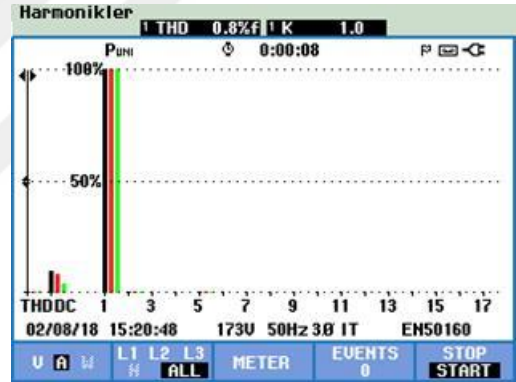 Harmonikler
1 THD 0.8%f 1 K 1.0
PUNI 0:00:08
100%
50%
THDDC 1 3 5 7 9 11 13 15 17
02/08/18 15:20:48 173V 50Hz 3Ø IT EN50160
V A W L1 L2 L3 N ALL METER EVENTS 0 STOP START